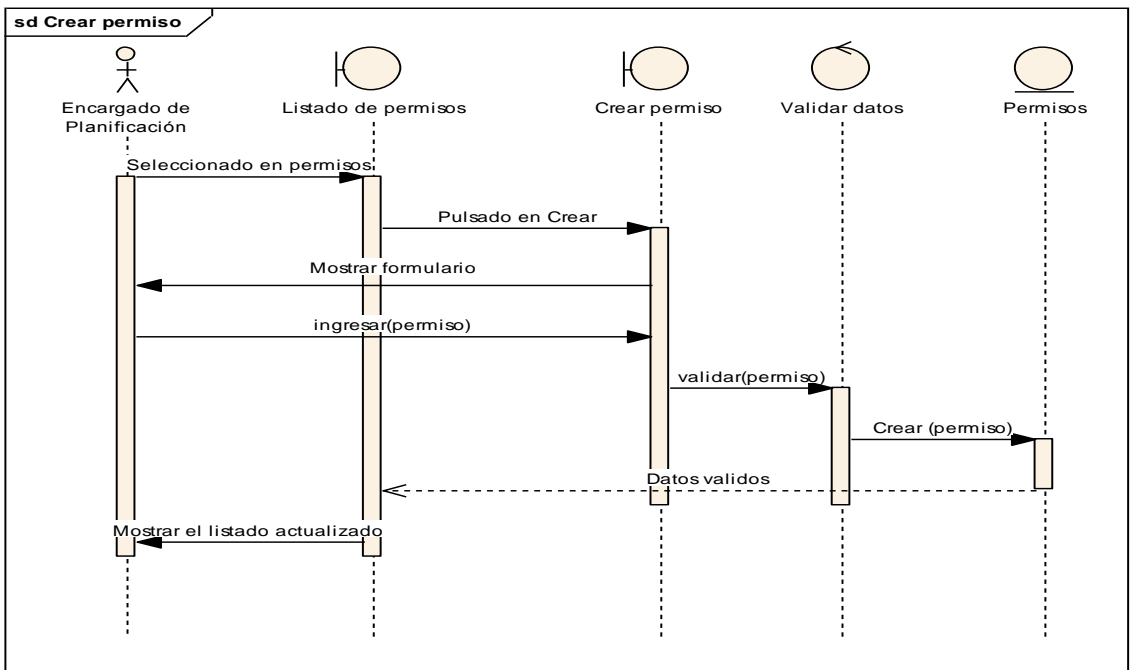 sd Crear permiso
Encargado de
Planificación
Listado de permisos
Crear permiso
Validar datos
Permisos
Seleccionado en permisos
Pulsado en Crear
Mostrar formulario
ingresar(permiso)
validar(permiso)
Crear (permiso)
Datos validos
Mostrar el listado actualizado